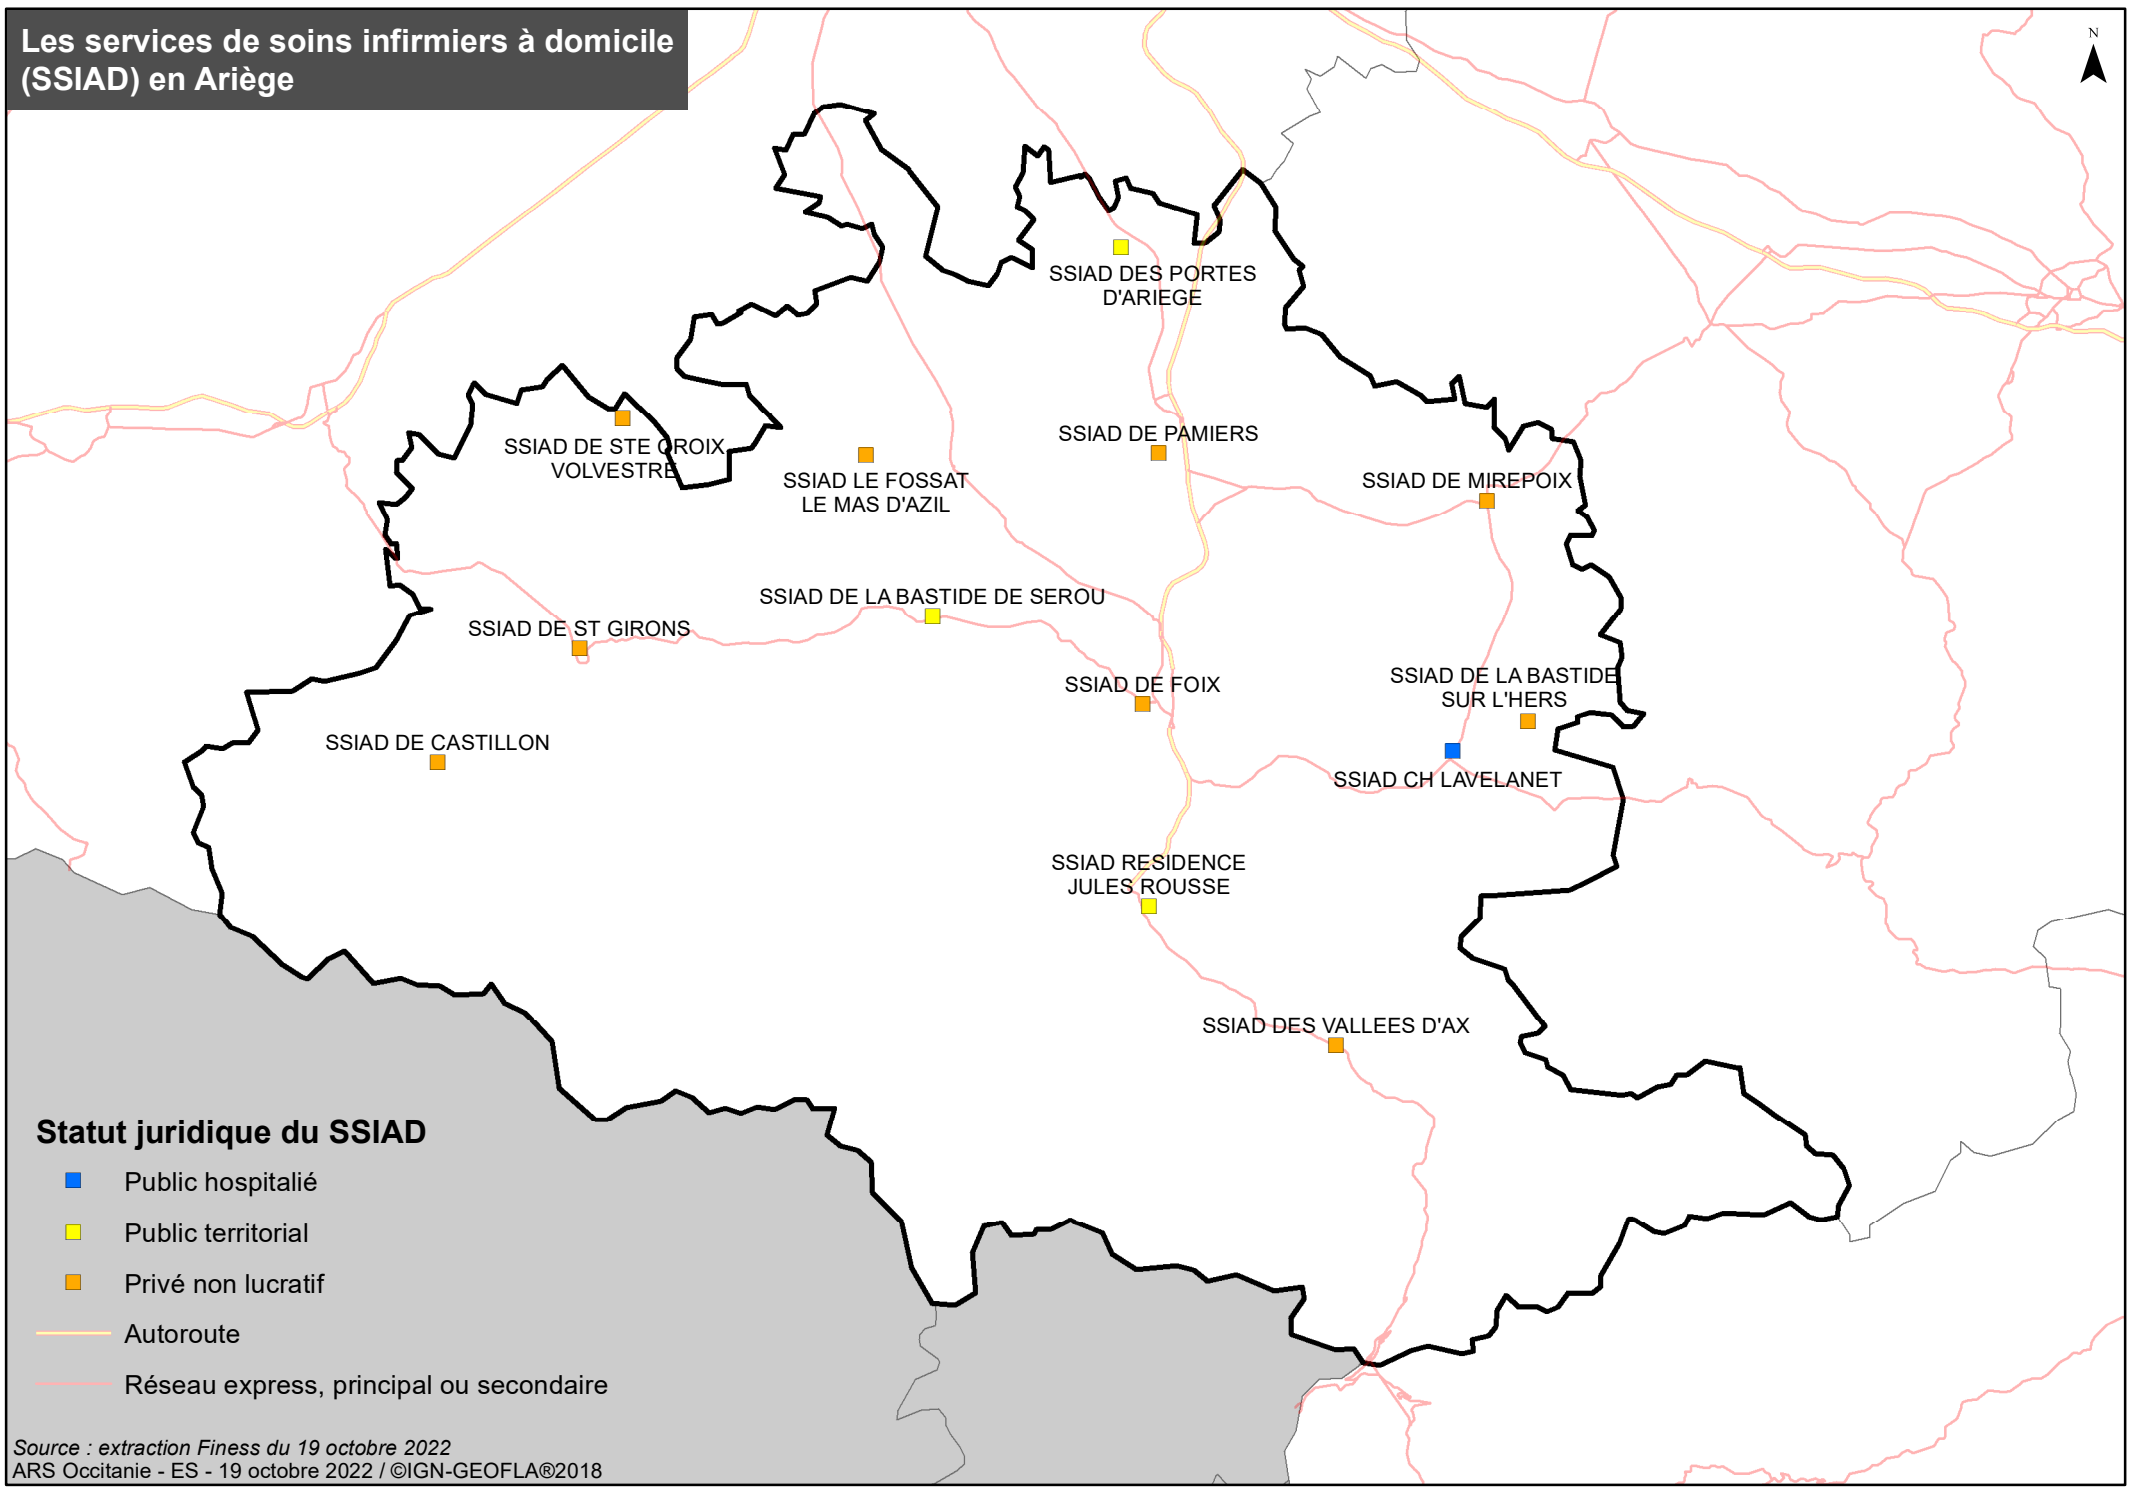 Les services de soins infirmiers à domicile
(SSIAD) en Ariège
N
SSIAD DES PORTES
D'ARIEGE
SSIAD DE STE CROIX
VOLVESTRE
SSIAD LE FOSSAT
LE MAS D'AZIL
SSIAD DE PAMIERS
SSIAD DE MIREPOIX
SSIAD DE LA BASTIDE DE SEROU
SSIAD DE ST GIRONS
SSIAD DE FOIX
SSIAD DE LA BASTIDE
SUR L'HERS
SSIAD DE CASTILLON
SSIAD CH LAVELANET
SSIAD RESIDENCE
JULES ROUSSE
SSIAD DES VALLEES D'AX
Statut juridique du SSIAD
Public hospitalié
Public territorial
Privé non lucratif
Autoroute
Réseau express, principal ou secondaire
Source : extraction Finess du 19 octobre 2022
ARS Occitanie - ES - 19 octobre 2022 / ©IGN-GEOFLA®2018